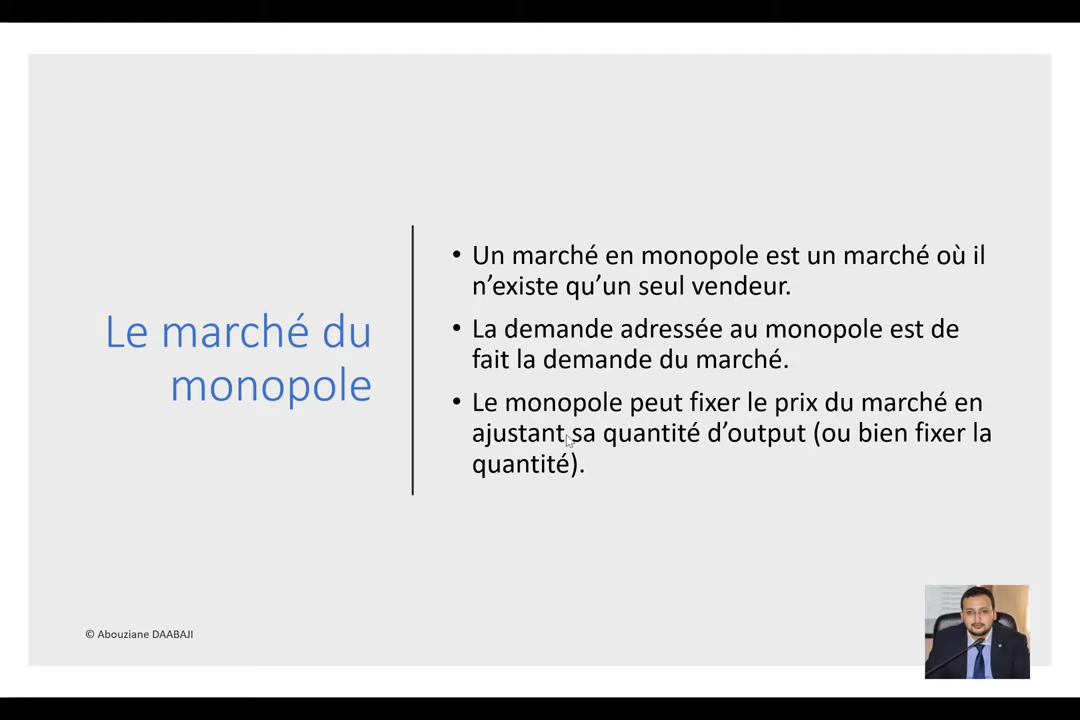 Le marché du
monopole
• Un marché en monopole est un marché où il
n’existe qu’un seul vendeur.
• La demande adressée au monopole est de
fait la demande du marché.
• Le monopole peut fixer le prix du marché en
ajustant sa quantité d’output (ou bien fixer la
quantité).
© Abouziane DAABAJI